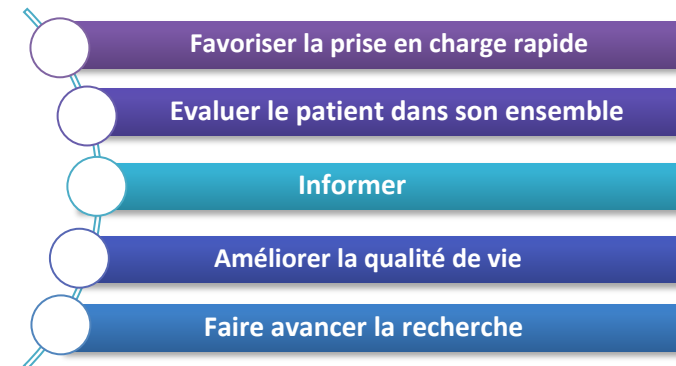 Favoriser la prise en charge rapide
Evaluer le patient dans son ensemble
Informer
Améliorer la qualité de vie
Faire avancer la recherche